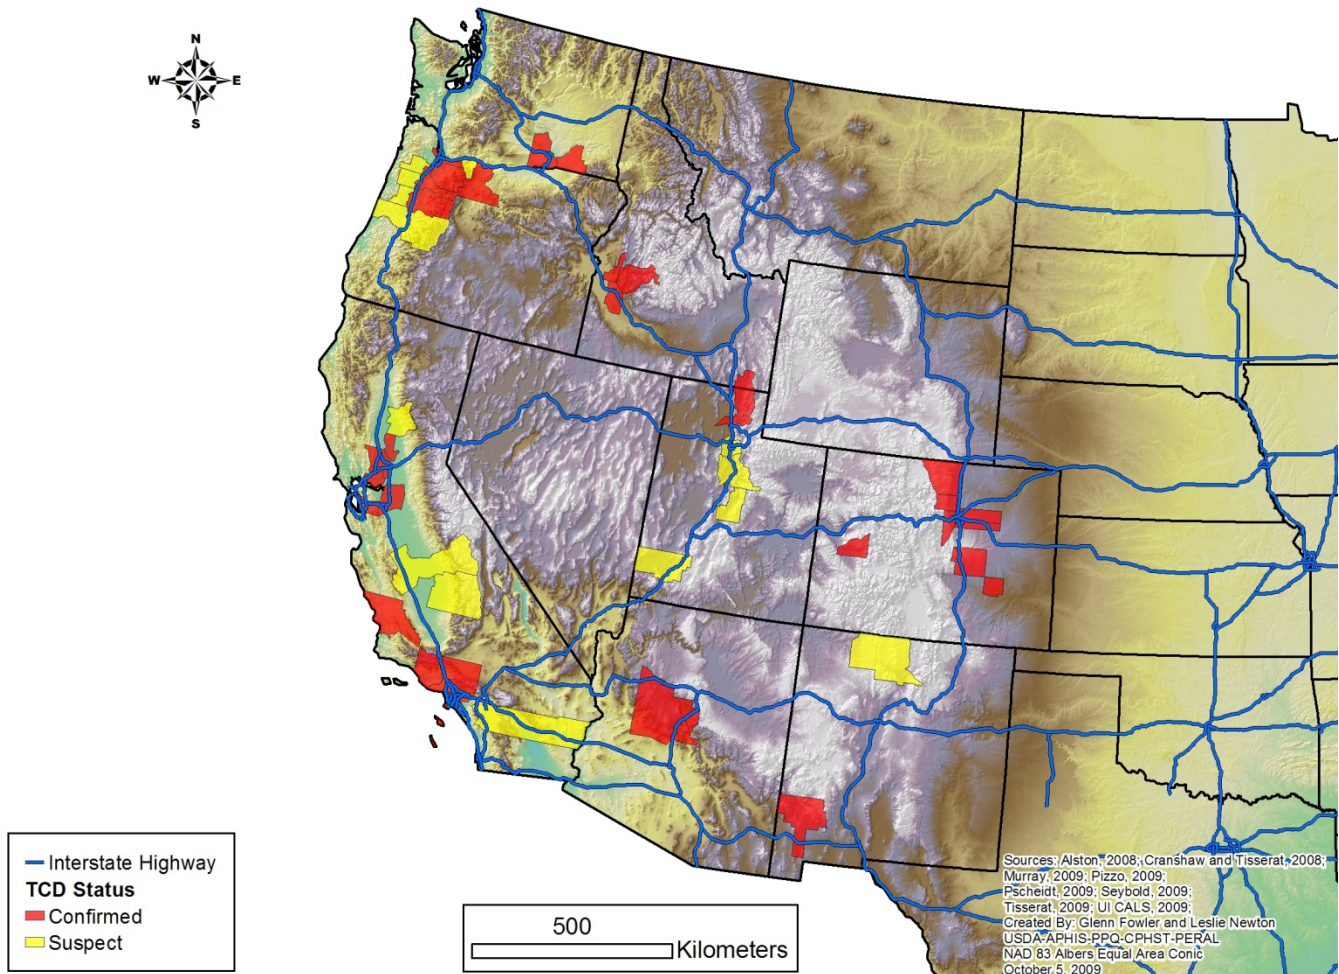 N
W E
S
Interstate Highway
TCD Status
Confirmed
Suspect
500
Kilometers
Sources: Alston, 2008; Cranshaw and Tisserat, 2008;
Murray, 2009; Pizzo, 2009;
Pscheidt, 2009; Seybold, 2009;
Tisserat, 2009; UI CALS, 2009;
Created By: Glenn Fowler and Leslie Newton
USDA-APHIS-PPQ-CPHST-PERAL
NAD 83 Albers Equal Area Conic
October 5, 2009